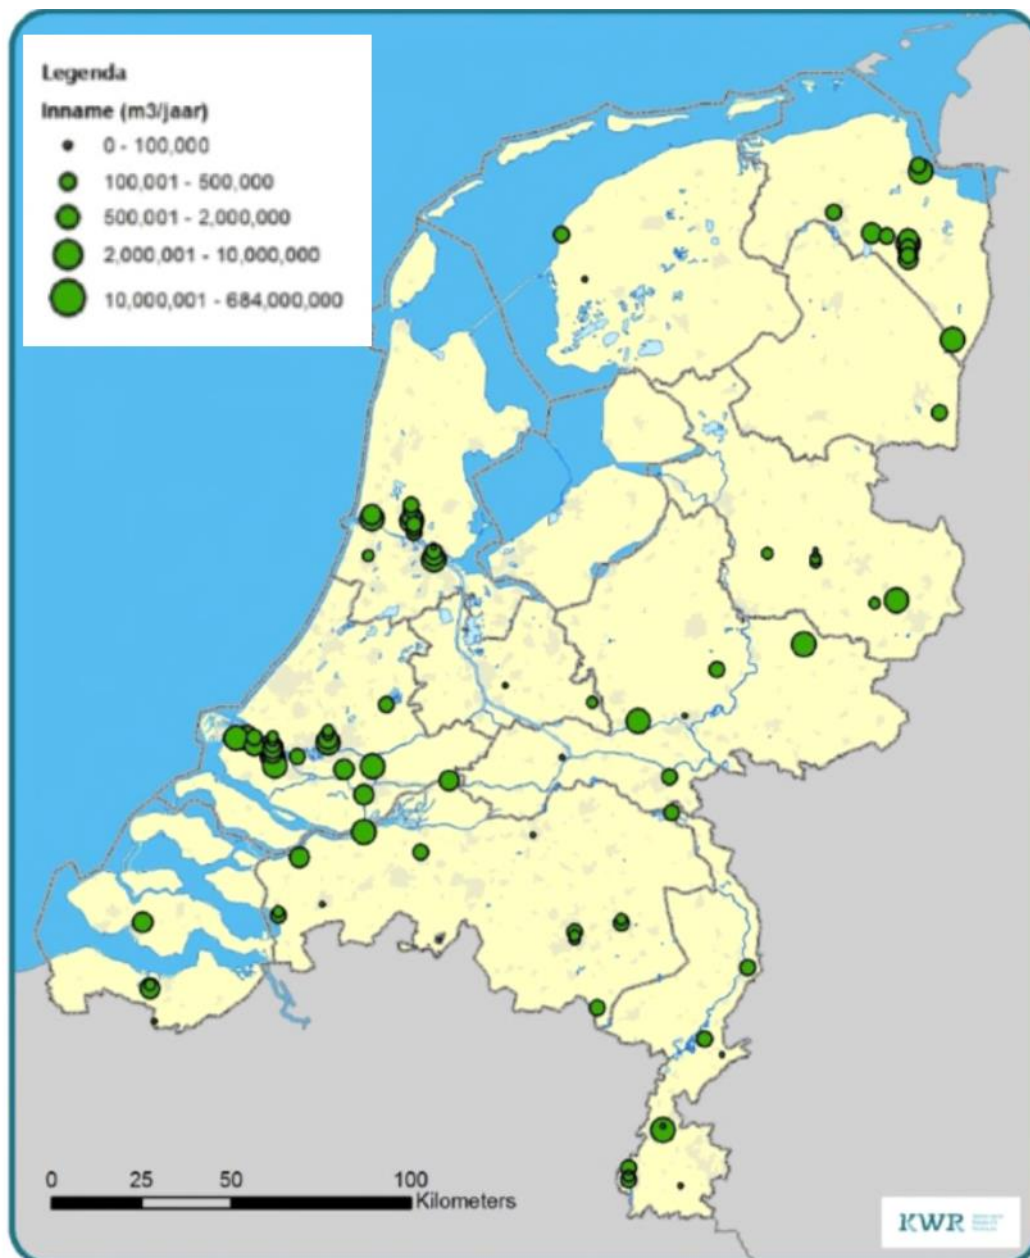 Legenda
Inname (m3/jaar)
0 - 100,000
100,001 - 500,000
500,001 - 2,000,000
2,000,001 - 10,000,000
10,000,001 - 684,000,000
0 25 50 100
Kilometers
KWR